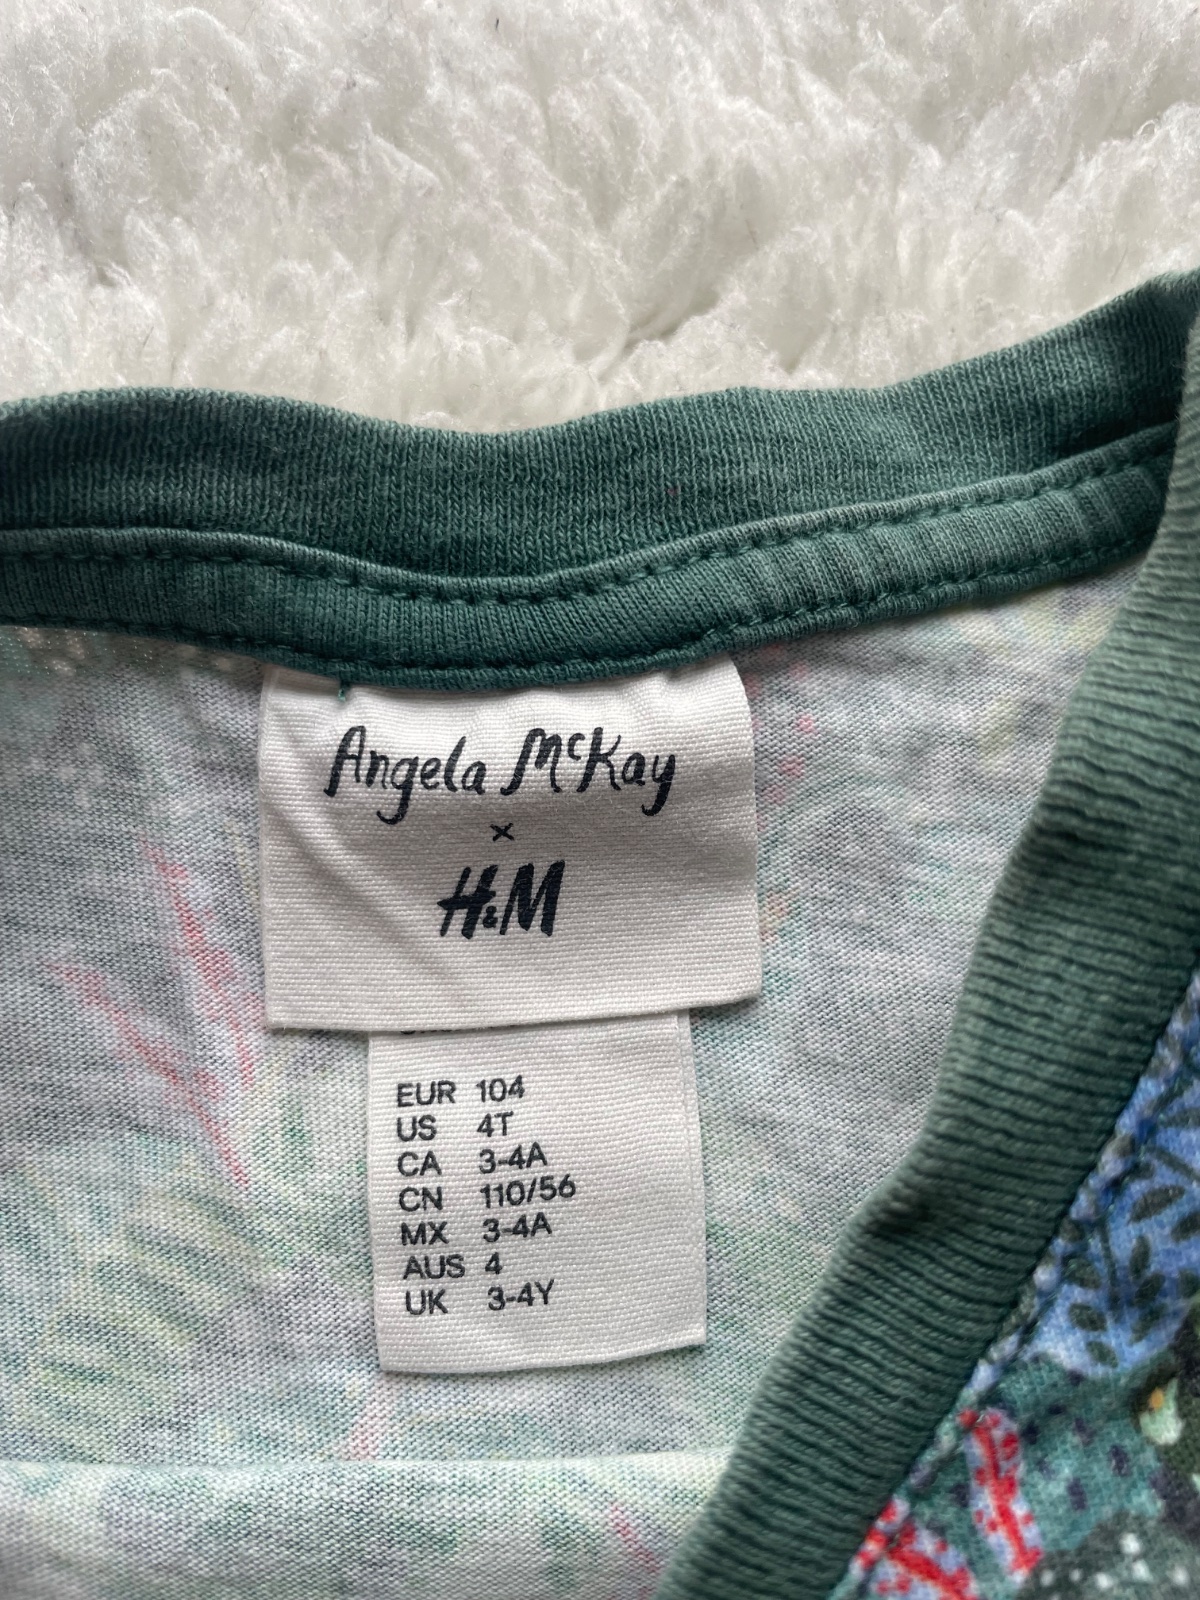 Angela McKay
×
H&M
EUR 104
US 4T
CA 3-4A
CN 110/56
MX 3-4A
AUS 4
UK 3-4Y